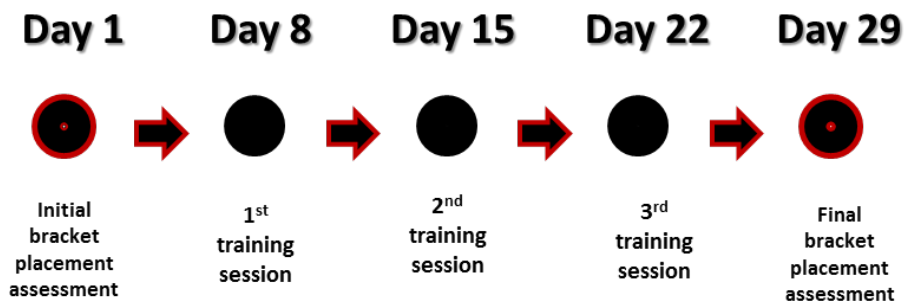 Day 1
Day 8
Day 15
Day 22
Day 29
Initial
bracket
placement
assessment
1st
training
session
2nd
training
session
3rd
training
session
Final
bracket
placement
assessment